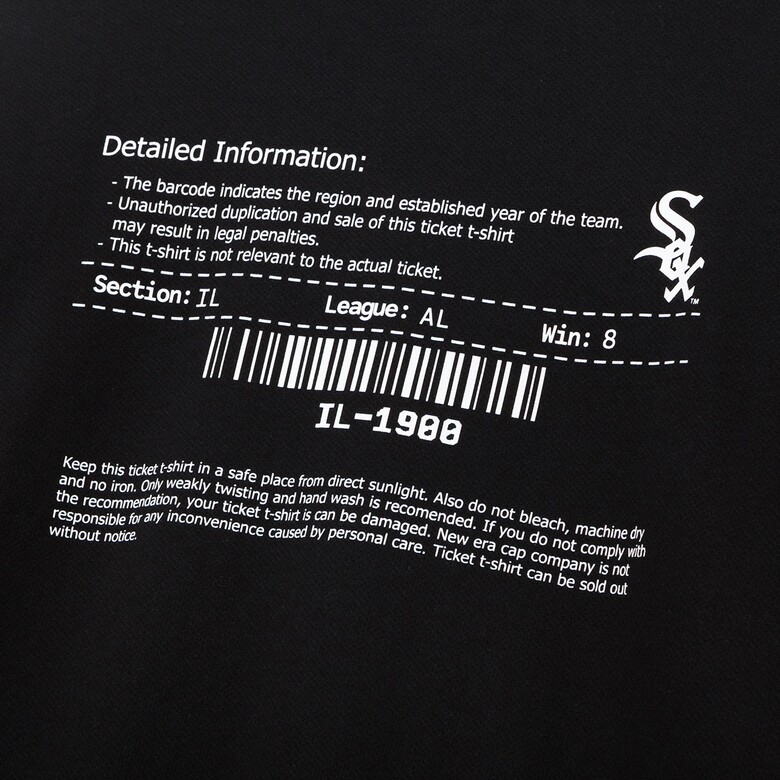 Detailed Information:
- The barcode indicates the region and established year of the team.
- Unauthorized duplication and sale of this ticket t-shirt
may result in legal penalties.
- This t-shirt is not relevant to the actual ticket.
Sox
TM
Section: IL League: AL Win: 8
IL-1900
Keep this ticket t-shirt in a safe place from direct sunlight. Also do not bleach, machine dry
and no iron. Only weakly twisting and hand wash is recomended. If you do not comply with
the recommendation, your ticket t-shirt is can be damaged. New era cap company is not
responsible for any inconvenience caused by personal care. Ticket t-shirt can be sold out
without notice.